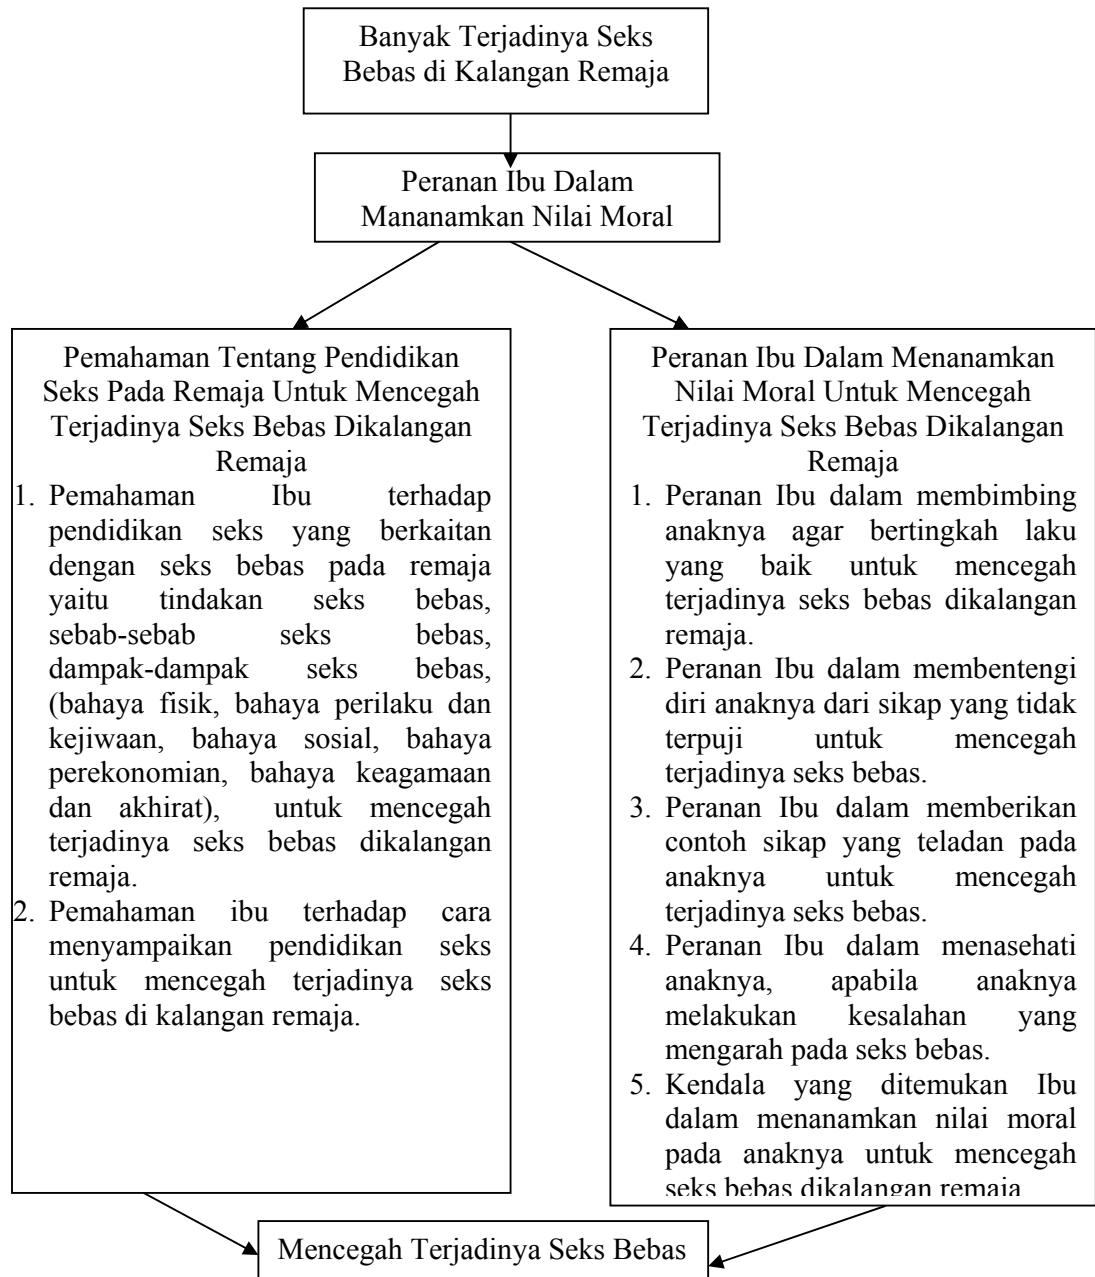 Banyak Terjadinya Seks
Bebas di Kalangan Remaja
Peranan Ibu Dalam
Mananamkan Nilai Moral
Pemahaman Tentang Pendidikan
Seks Pada Remaja Untuk Mencegah
Terjadinya Seks Bebas Dikalangan
Remaja
1. Pemahaman Ibu terhadap
pendidikan seks yang berkaitan
dengan seks bebas pada remaja
yaitu tindakan seks bebas,
sebab-sebab seks bebas,
dampak-dampak seks bebas,
(bahaya fisik, bahaya perilaku dan
kejiwaan, bahaya sosial, bahaya
perekonomian, bahaya keagamaan
dan akhirat), untuk mencegah
terjadinya seks bebas dikalangan
remaja.
2. Pemahaman ibu terhadap cara
menyampaikan pendidikan seks
untuk mencegah terjadinya seks
bebas di kalangan remaja.
Peranan Ibu Dalam Menanamkan
Nilai Moral Untuk Mencegah
Terjadinya Seks Bebas Dikalangan
Remaja
1. Peranan Ibu dalam membimbing
anaknya agar bertingkah laku
yang baik untuk mencegah
terjadinya seks bebas dikalangan
remaja.
2. Peranan Ibu dalam membentengi
diri anaknya dari sikap yang tidak
terpuji untuk mencegah
terjadinya seks bebas.
3. Peranan Ibu dalam memberikan
contoh sikap yang teladan pada
anaknya untuk mencegah
terjadinya seks bebas.
4. Peranan Ibu dalam menasehati
anaknya, apabila anaknya
melakukan kesalahan yang
mengarah pada seks bebas.
5. Kendala yang ditemukan Ibu
dalam menanamkan nilai moral
pada anaknya untuk mencegah
seks bebas dikalangan remaja
Mencegah Terjadinya Seks Bebas